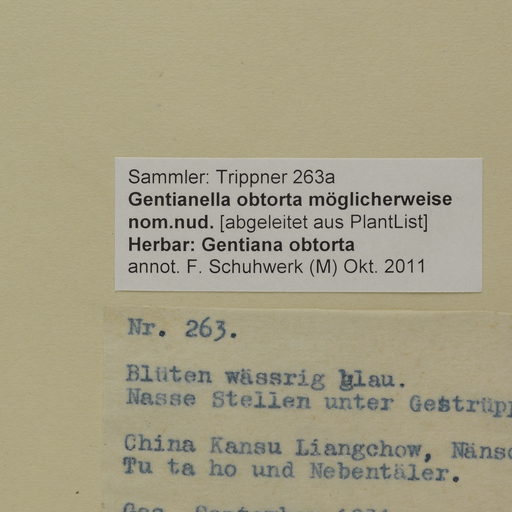 Sammler: Trippner 263a
Gentianella obtorta möglicherweise
nom.nud. [abgeleitet aus PlantList]
Herbar: Gentiana obtorta
annot. F. Schuhwerk (M) Okt. 2011
Nr. 263.
Blüten wässrig blau.
Nasse Stellen unter Gestrüpp
China Kansu Liangchow,
Tu ta ho und Nebentäler.